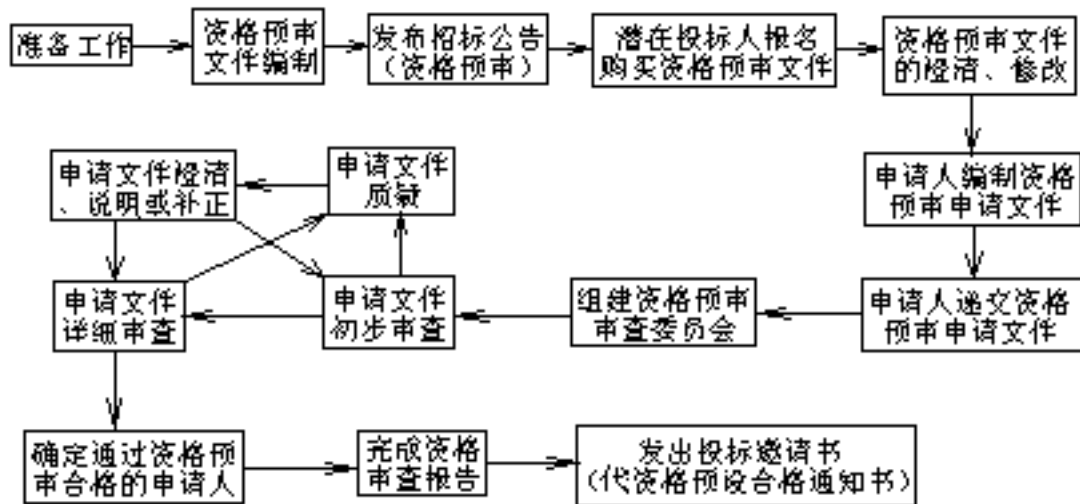 准备工作
资格预审
文件编制
发布招标公告
（资格预审）
潜在投标人报名
购买资格预审文件
资格预审文件
的澄清、修改
申请文件澄清
、说明或补正
申请文件
质疑
申请人编制资格
预审申请文件
申请文件
详细审查
申请文件
初步审查
组建资格预审
审查委员会
申请人递交资格
预审申请文件
确定通过资格预
审合格的申请人
完成资格
审查报告
发出投标邀请书
（代资格预设合格通知书）